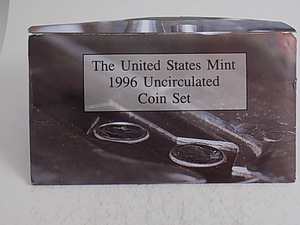 The United States Mint
1996 Uncirculated
Coin Set